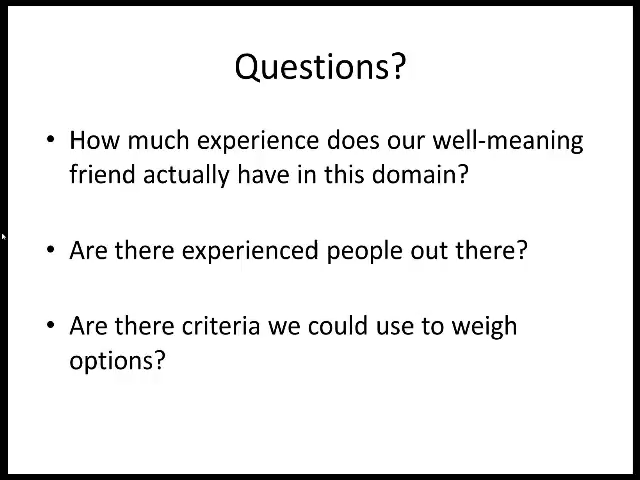 Questions?
• How much experience does our well-meaning
friend actually have in this domain?
• Are there experienced people out there?
• Are there criteria we could use to weigh
options?